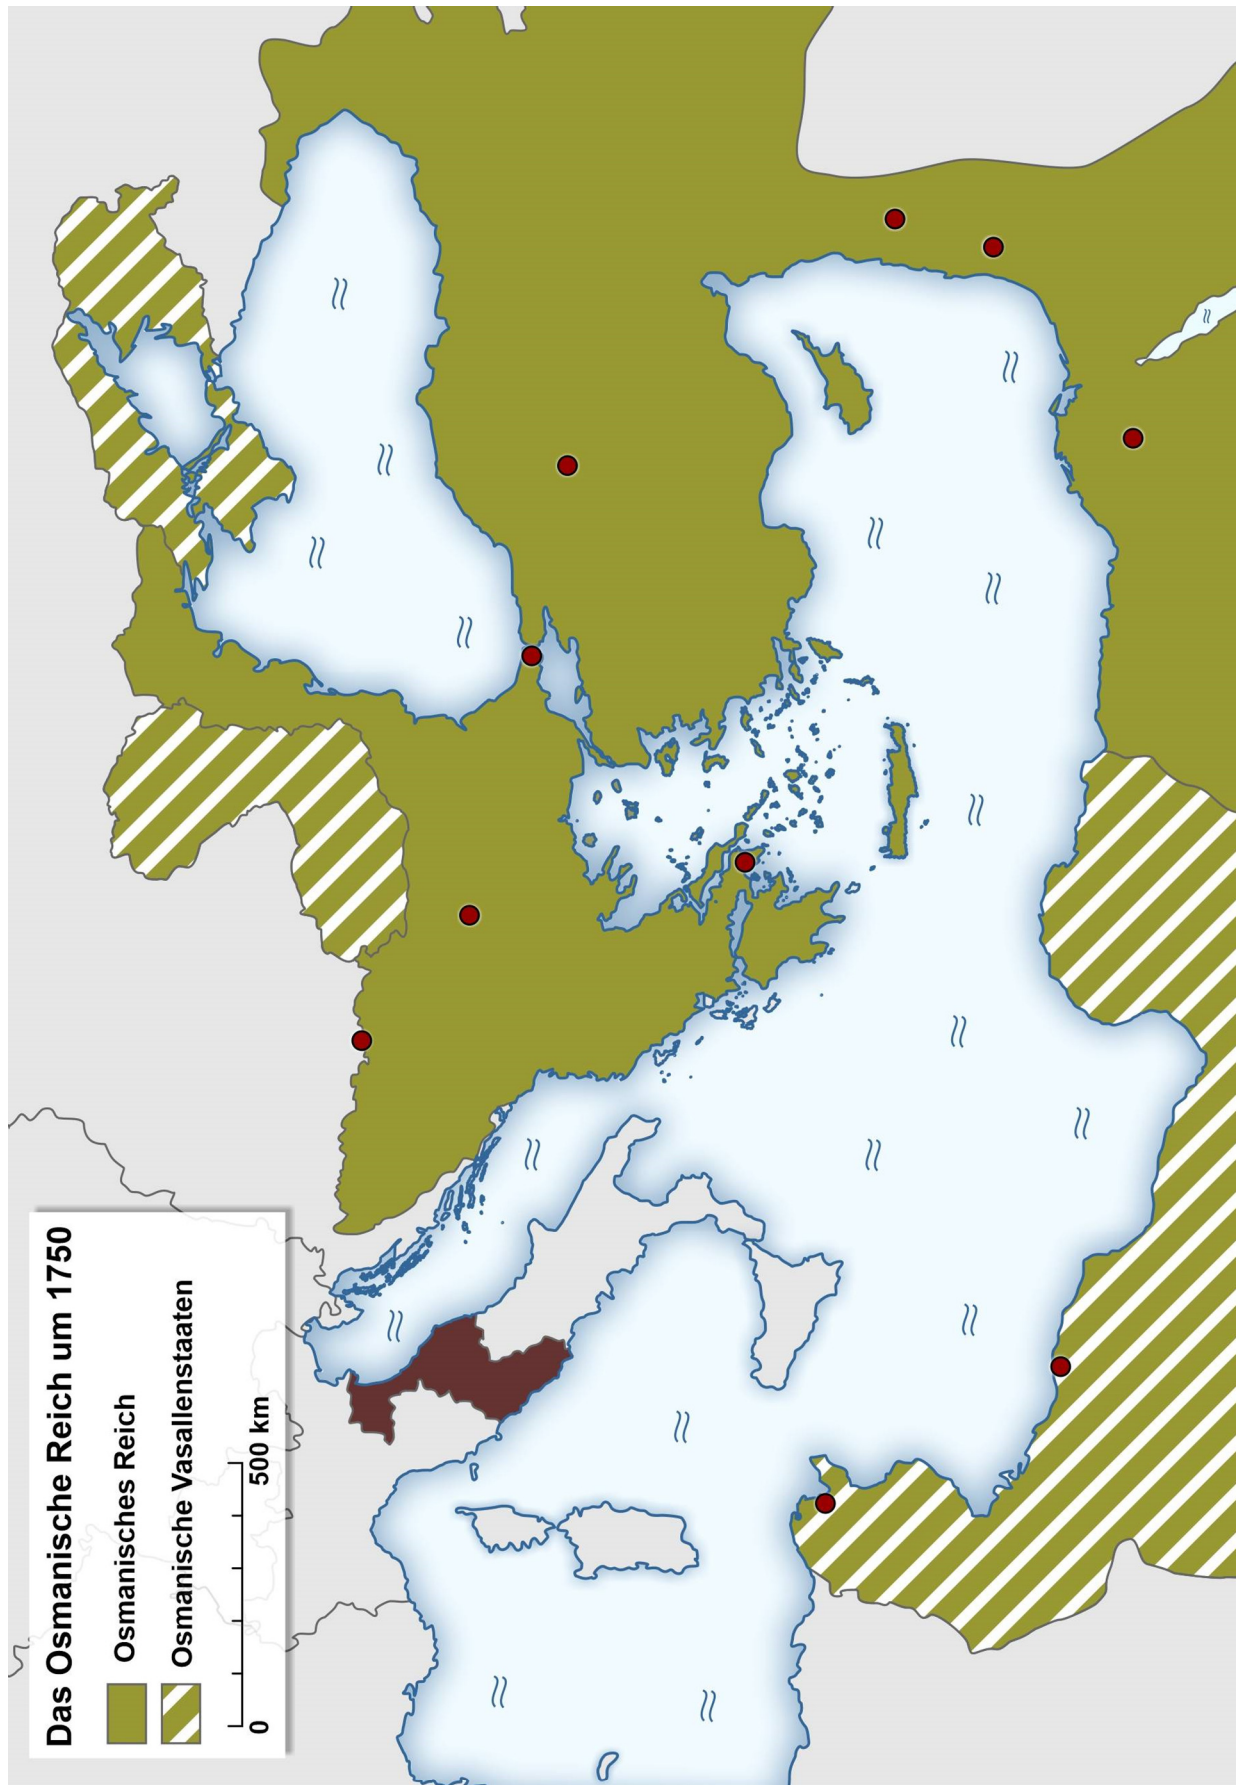 Das Osmanische Reich um 1750
Osmanisches Reich
Osmanische Vasallenstaaten
0
500 km